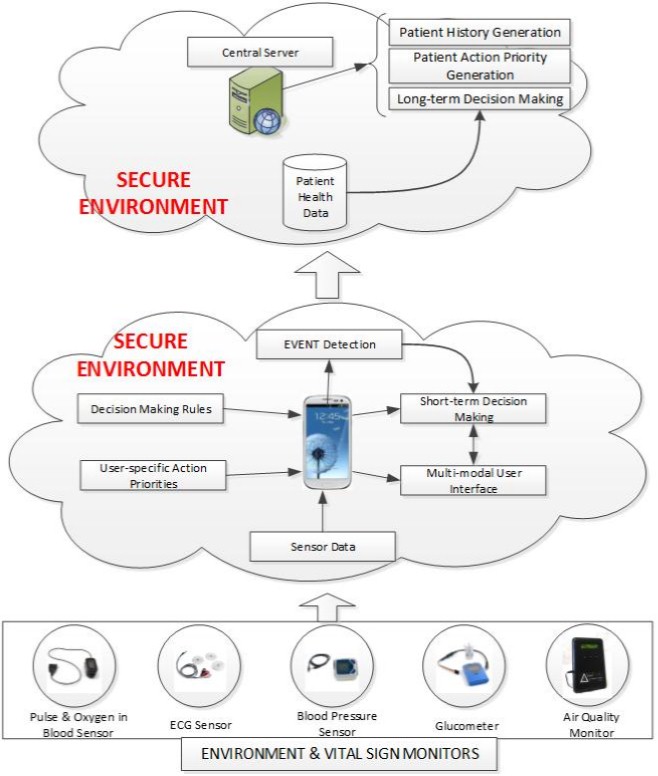 Central Server
Patient History Generation
Patient Action Priority
Generation
Long-term Decision Making
SECURE
ENVIRONMENT
Patient
Health
Data
SECURE
ENVIRONMENT
EVENT Detection
Decision Making Rules
12:45
Short-term Decision
Making
User-specific Action
Priorities
Multi-modal User
Interface
Sensor Data
Pulse & Oxygen in
Blood Sensor
ECG Sensor
Blood Pressure
Sensor
Glucometer
Air Quality
Monitor
ENVIRONMENT & VITAL SIGN MONITORS